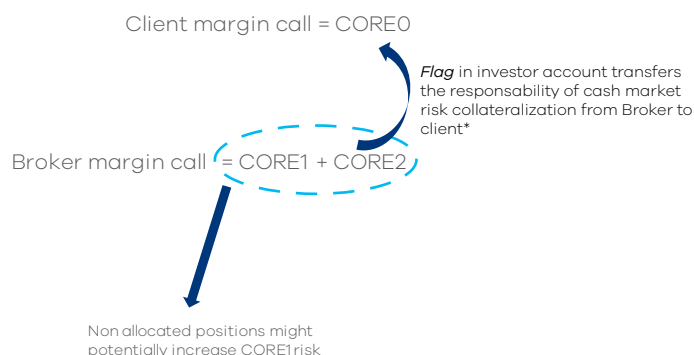 Client margin call = CORE0
Flag in investor account transfers
the responsability of cash market
risk collateralization from Broker to
client*
Broker margin call = CORE1 + CORE2
Non allocated positions might
potentially increase CORE1 risk